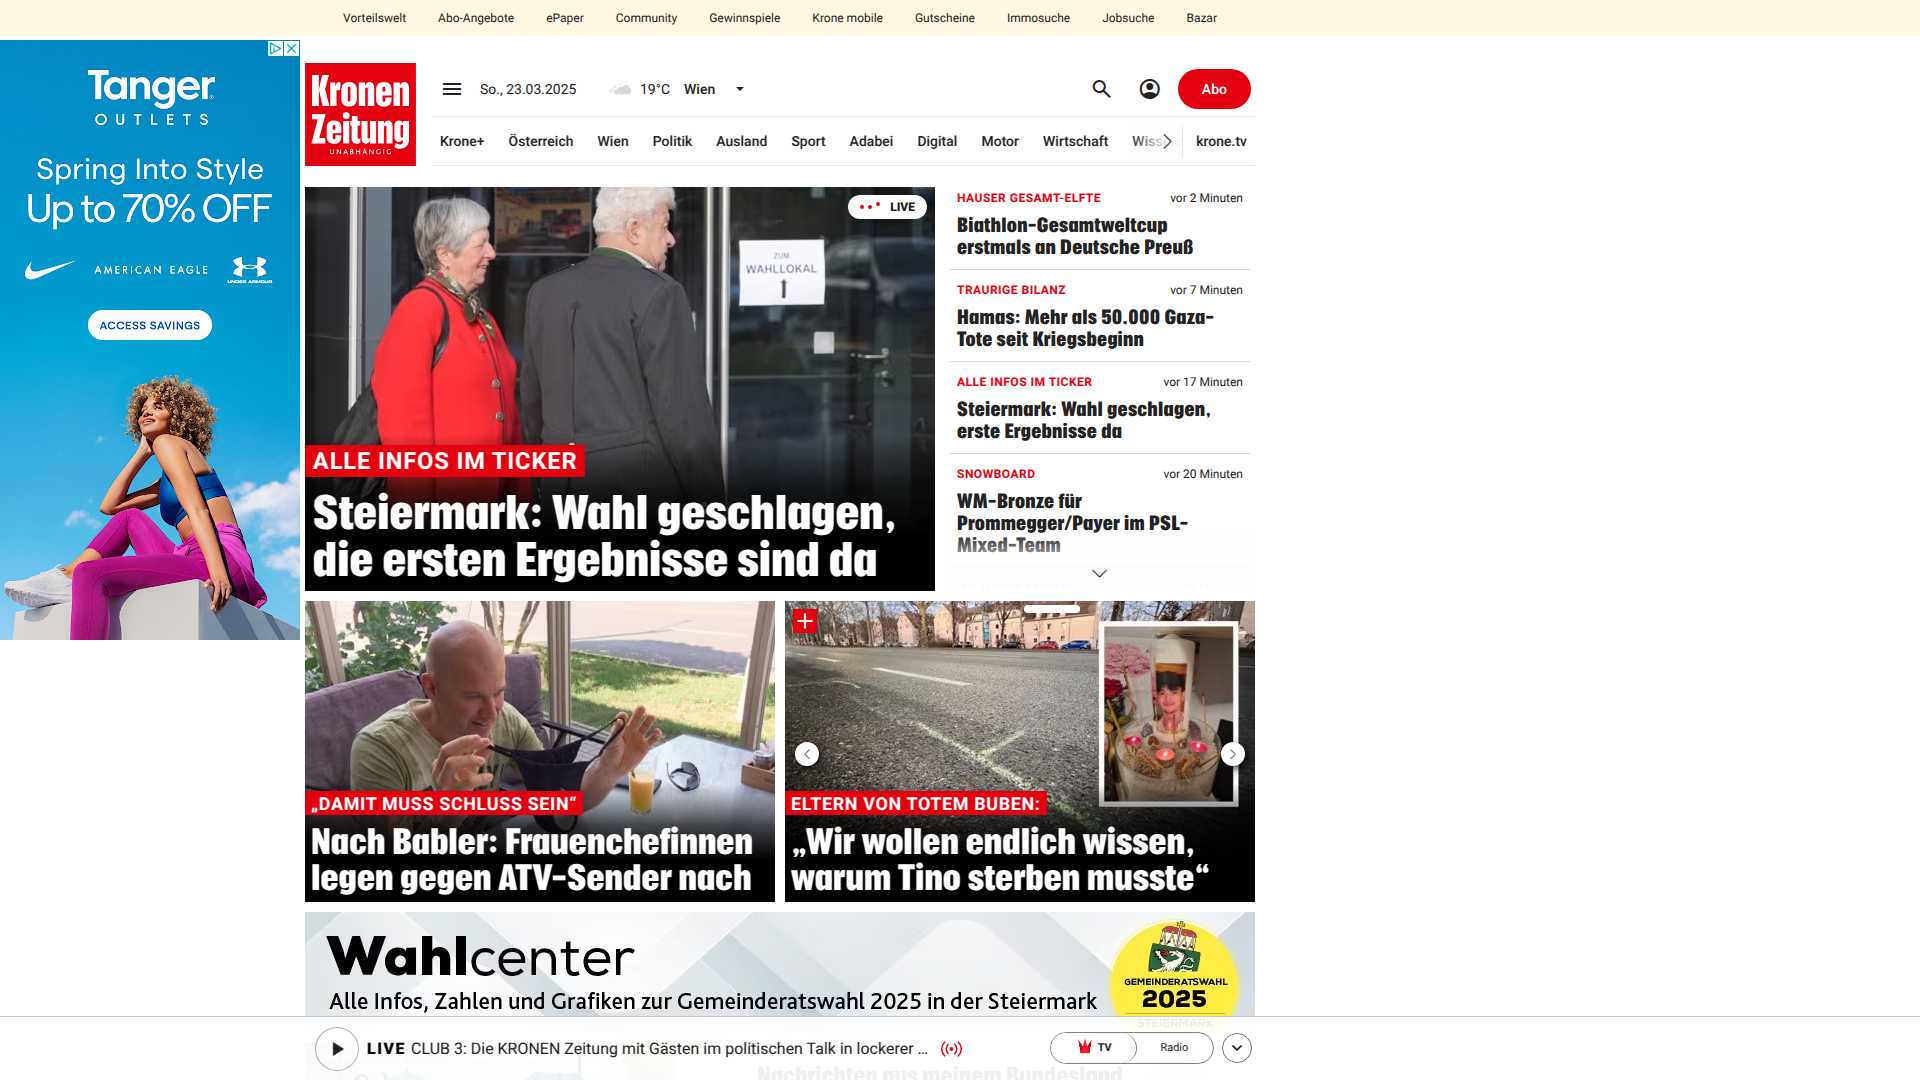 Vorteilswelt Abo-Angebote ePaper Community Gewinnspiele Krone mobile Gutscheine Immosuche Jobsuche Bazar
Tanger
OUTLETS
Spring Into Style
Up to 70% OFF
AMERICAN EAGLE
UNDER ARMOUR
ACCESS SAVINGS
Kronen
Zeitung
UNABHÄNGIG
So., 23.03.2025 19°C Wien
Abo
Krone+ Österreich Wien Politik Ausland Sport Adabei Digital Motor Wirtschaft Wiss krone.tv
LIVE
ZUM
WAHLLOKAL
ALLE INFOS IM TICKER
Steiermark: Wahl geschlagen,
die ersten Ergebnisse sind da
HAUSER GESAMT-ELFTE vor 2 Minuten
Biathlon-Gesamtweltcup
erstmals an Deutsche Preuß
TRAURIGE BILANZ vor 7 Minuten
Hamas: Mehr als 50.000 Gaza-
Tote seit Kriegsbeginn
ALLE INFOS IM TICKER vor 17 Minuten
Steiermark: Wahl geschlagen,
erste Ergebnisse da
SNOWBOARD vor 20 Minuten
WM-Bronze für
Prommegger/Payer im PSL-
Mixed-Team
„DAMIT MUSS SCHLUSS SEIN“
Nach Babler: Frauenchefinnen
legen gegen ATV-Sender nach
ELTERN VON TOTEM BUBEN:
„Wir wollen endlich wissen,
warum Tino sterben musste“
Wahlcenter
Alle Infos, Zahlen und Grafiken zur Gemeinderatswahl 2025 in der Steiermark
GEMEINDERATSWAHL
2025
STEIERMARK
LIVE CLUB 3: Die KRONEN Zeitung mit Gästen im politischen Talk in lockerer ...
TV Radio
Nachrichten aus meinem Bundesland